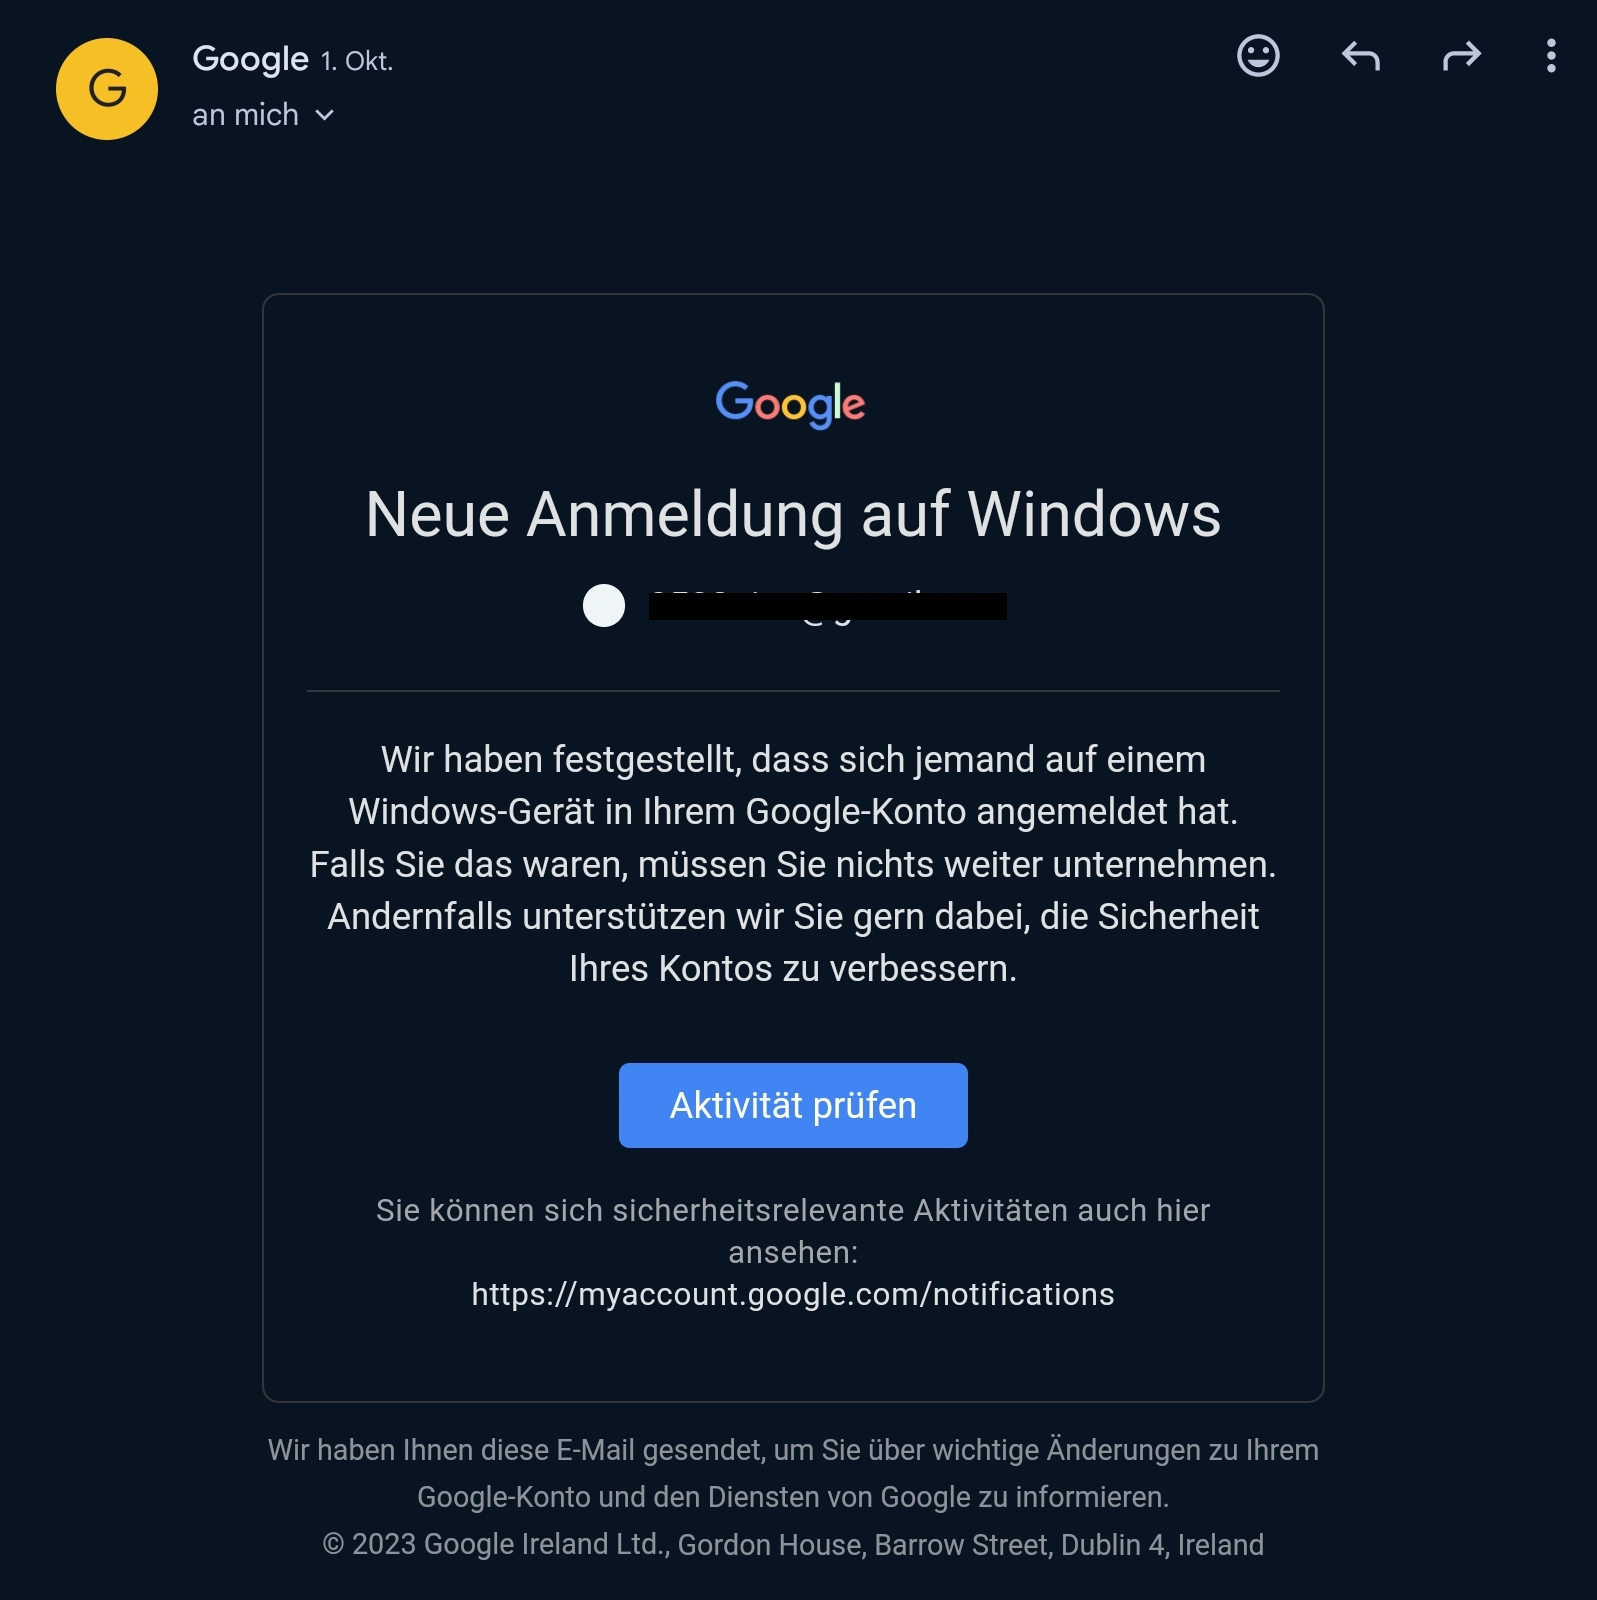 G
Google 1. Okt.
an mich
Google
Neue Anmeldung auf Windows
Wir haben festgestellt, dass sich jemand auf einem
Windows-Gerät in Ihrem Google-Konto angemeldet hat.
Falls Sie das waren, müssen Sie nichts weiter unternehmen.
Andernfalls unterstützen wir Sie gern dabei, die Sicherheit
Ihres Kontos zu verbessern.
Aktivität prüfen
Sie können sich sicherheitsrelevante Aktivitäten auch hier
ansehen:
https://myaccount.google.com/notifications
Wir haben Ihnen diese E-Mail gesendet, um Sie über wichtige Änderungen zu Ihrem
Google-Konto und den Diensten von Google zu informieren.
© 2023 Google Ireland Ltd., Gordon House, Barrow Street, Dublin 4, Ireland